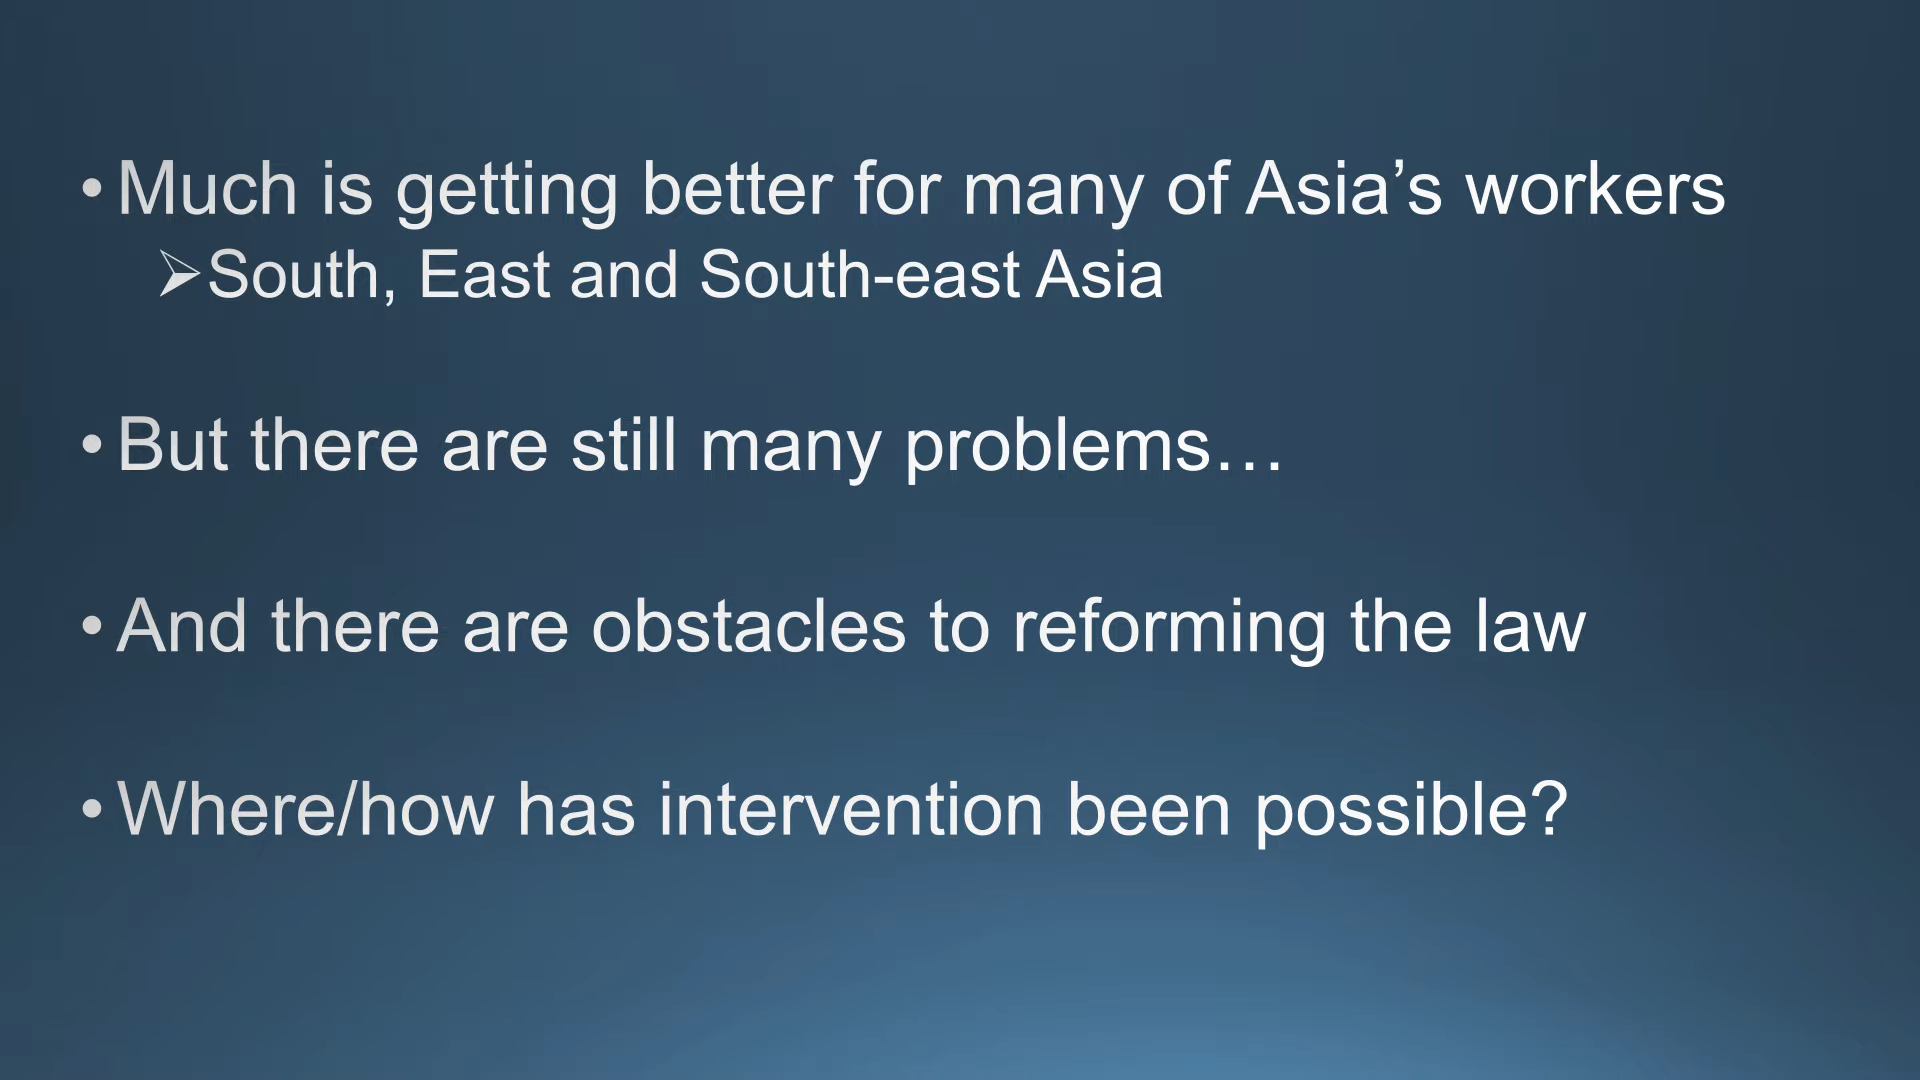 • Much is getting better for many of Asia’s workers
➢South, East and South-east Asia
• But there are still many problems…
• And there are obstacles to reforming the law
• Where/how has intervention been possible?